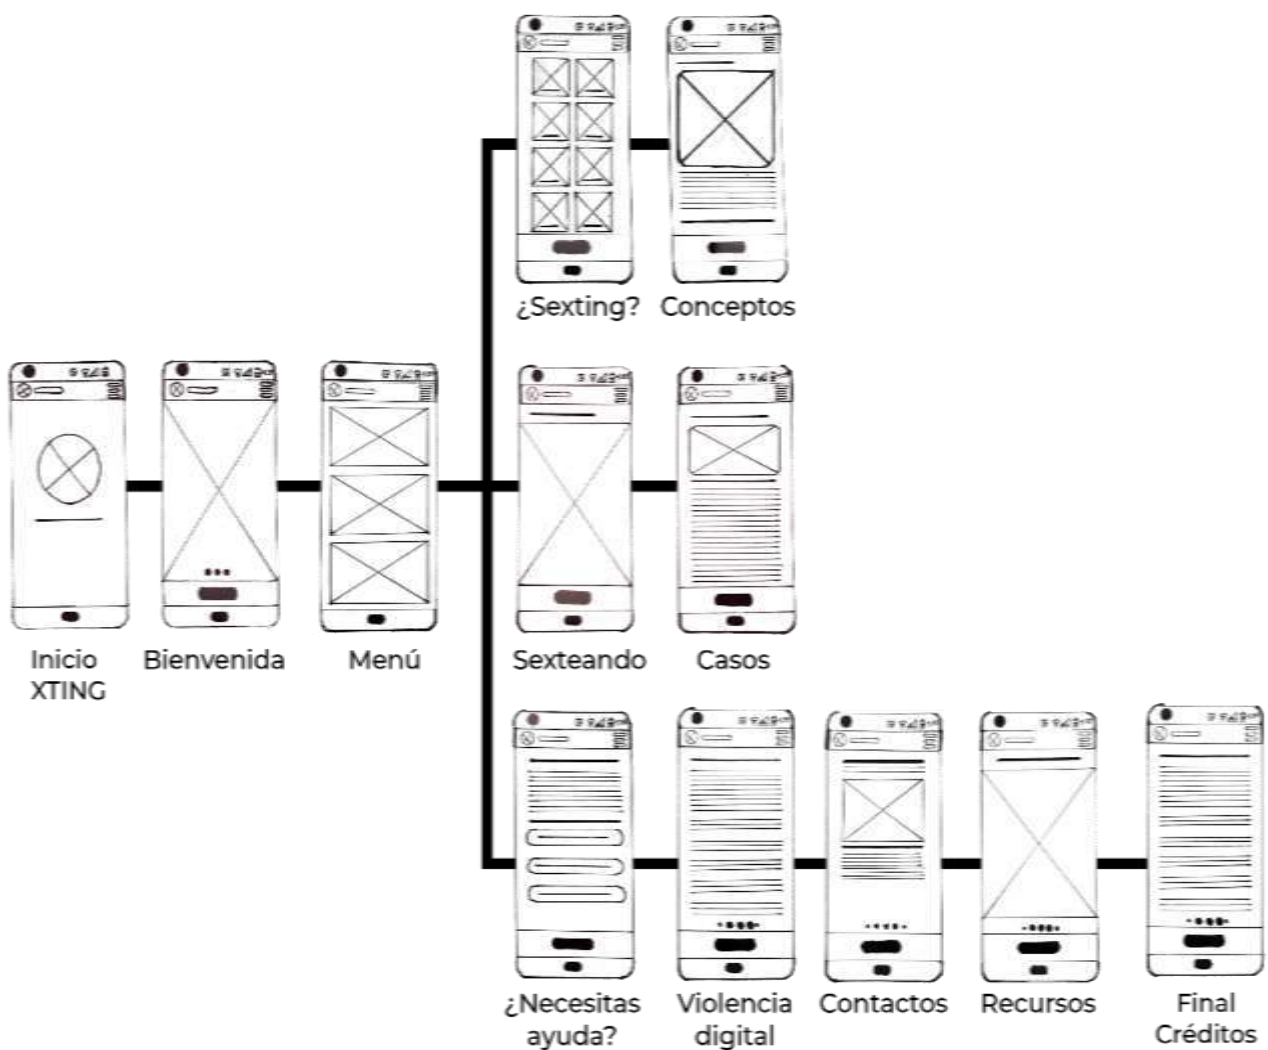 ¿Sexting?
Conceptos
Inicio
XTING
Bienvenida
Menú
Sexteando
Casos
¿Necesitas
ayuda?
Violencia
digital
Contactos
Recursos
Final
Créditos